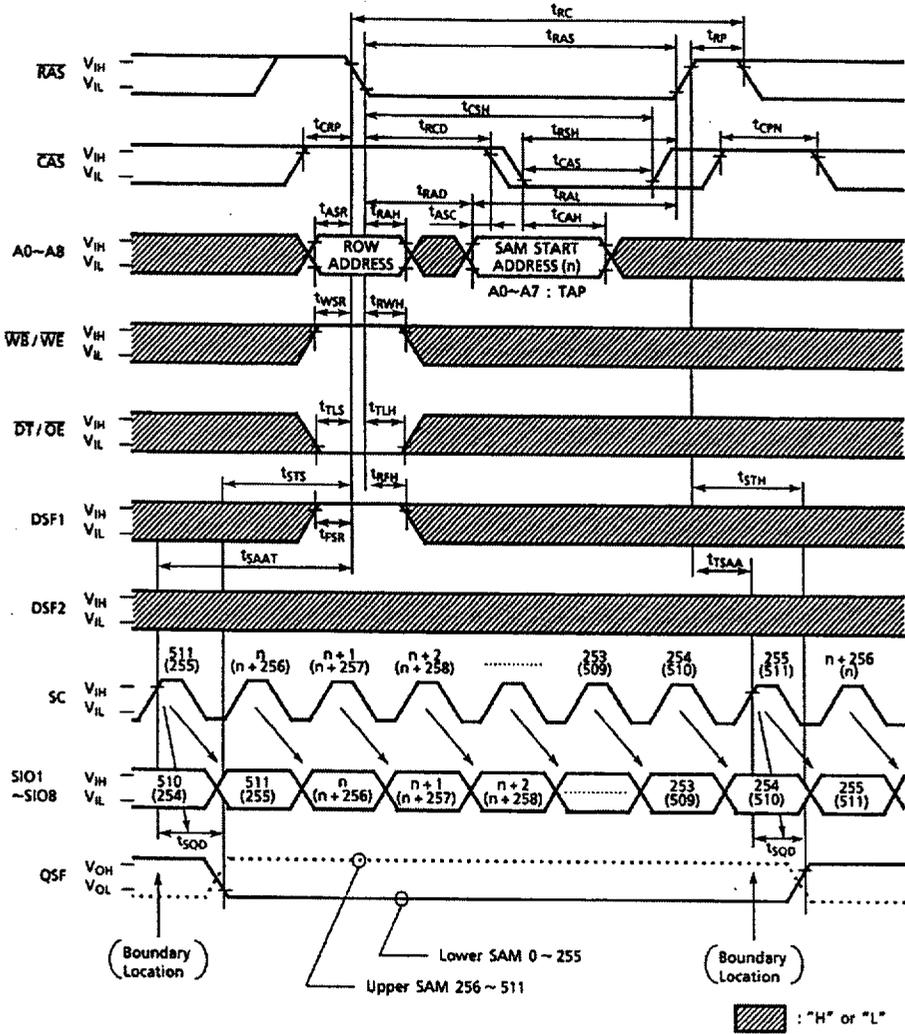 tRC
tRAS
tRP
RAS
VIH
VIL
tCSH
tCRP
tRCD
tRSH
tCPN
CAS
VIH
VIL
tCAS
tRAD
tRAL
tASR
tRAH
tASC
tCAH
A0~A8
VIH
VIL
ROW ADDRESS
SAM START ADDRESS (n)
A0~A7 : TAP
tWSR
tRWH
WB / WE
VIH
VIL
tTLS
tTLH
DT / OE
VIH
VIL
tSTS
tRFH
tSTH
DSF1
VIH
VIL
tFSR
tSAAT
tTSAA
DSF2
VIH
VIL
511 (255)
n (n + 256)
n + 1 (n + 257)
n + 2 (n + 258)
253 (509)
254 (510)
255 (511)
n + 256 (n)
SC
VIH
VIL
SIO1 ~SIO8
VIH
VIL
510 (254)
511 (255)
n (n + 256)
n + 1 (n + 257)
n + 2 (n + 258)
253 (509)
254 (510)
255 (511)
tSQD
tSQD
QSF
VOH
VOL
(Boundary Location)
(Boundary Location)
Lower SAM 0 ~ 255
Upper SAM 256 ~ 511
: "H" or "L"